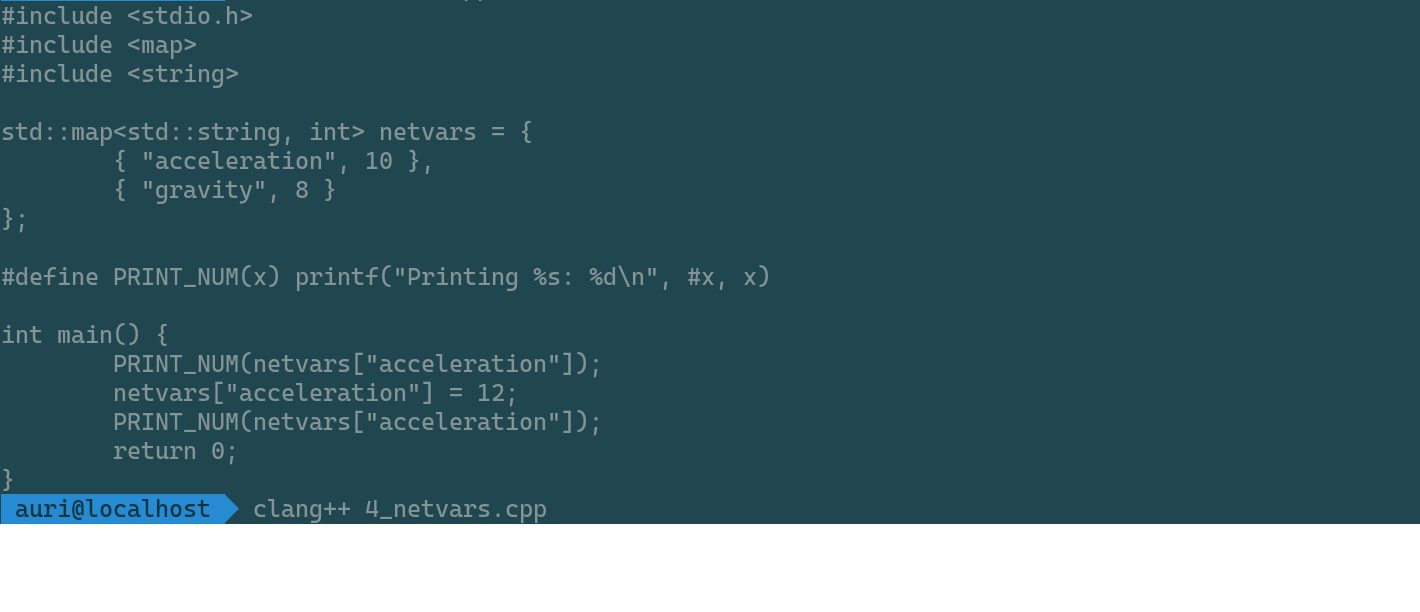 #include <stdio.h>
#include <map>
#include <string>
std::map<std::string, int> netvars = {
        { "acceleration", 10 },
        { "gravity", 8 }
};
#define PRINT_NUM(x) printf("Printing %s: %d\n", #x, x)
int main() {
        PRINT_NUM(netvars["acceleration"]);
        netvars["acceleration"] = 12;
        PRINT_NUM(netvars["acceleration"]);
        return 0;
}
auri@localhost clang++ 4_netvars.cpp